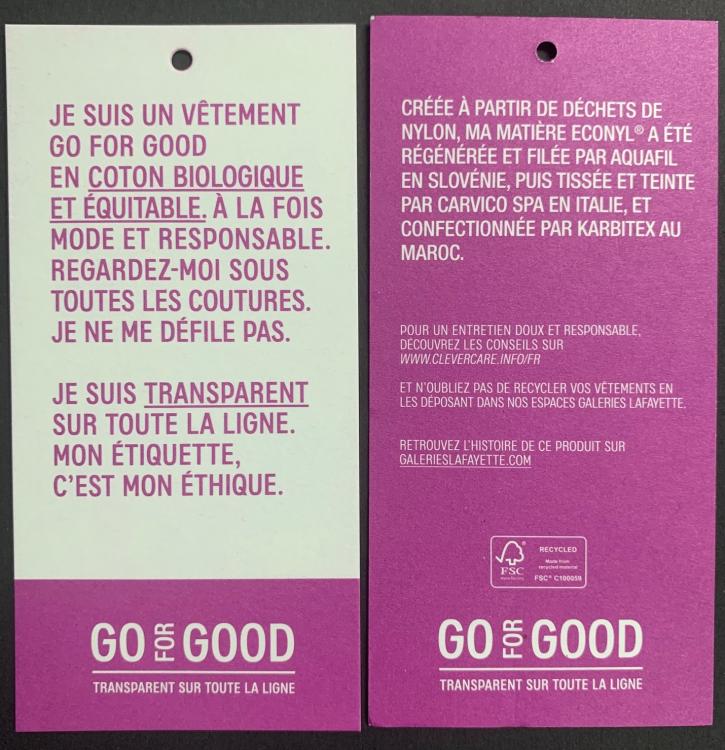 JE SUIS UN VÊTEMENT
GO FOR GOOD
EN COTON BIOLOGIQUE
ET ÉQUITABLE. À LA FOIS
MODE ET RESPONSABLE.
REGARDEZ-MOI SOUS
TOUTES LES COUTURES.
JE NE ME DÉFILE PAS.
JE SUIS TRANSPARENT
SUR TOUTE LA LIGNE.
MON ÉTIQUETTE,
C'EST MON ÉTHIQUE.
GO FOR GOOD
TRANSPARENT SUR TOUTE LA LIGNE
CRÉÉE À PARTIR DE DÉCHETS DE
NYLON, MA MATIÈRE ECONYL® A ÉTÉ
RÉGÉNÉRÉE ET FILÉE PAR AQUAFIL
EN SLOVÉNIE, PUIS TISSÉE ET TEINTE
PAR CARVICO SPA EN ITALIE, ET
CONFECTIONNÉE PAR KARBITEX AU
MAROC.
POUR UN ENTRETIEN DOUX ET RESPONSABLE,
DÉCOUVREZ LES CONSEILS SUR
WWW.CLEVERCARE.INFO/FR
ET N'OUBLIEZ PAS DE RECYCLER VOS VÊTEMENTS EN
LES DÉPOSANT DANS NOS ESPACES GALERIES LAFAYETTE.
RETROUVEZ L'HISTOIRE DE CE PRODUIT SUR
GALERIESLAFAYETTE.COM
FSC
RECYCLED
Made from
recycled material
FSC® C100059
GO FOR GOOD
TRANSPARENT SUR TOUTE LA LIGNE